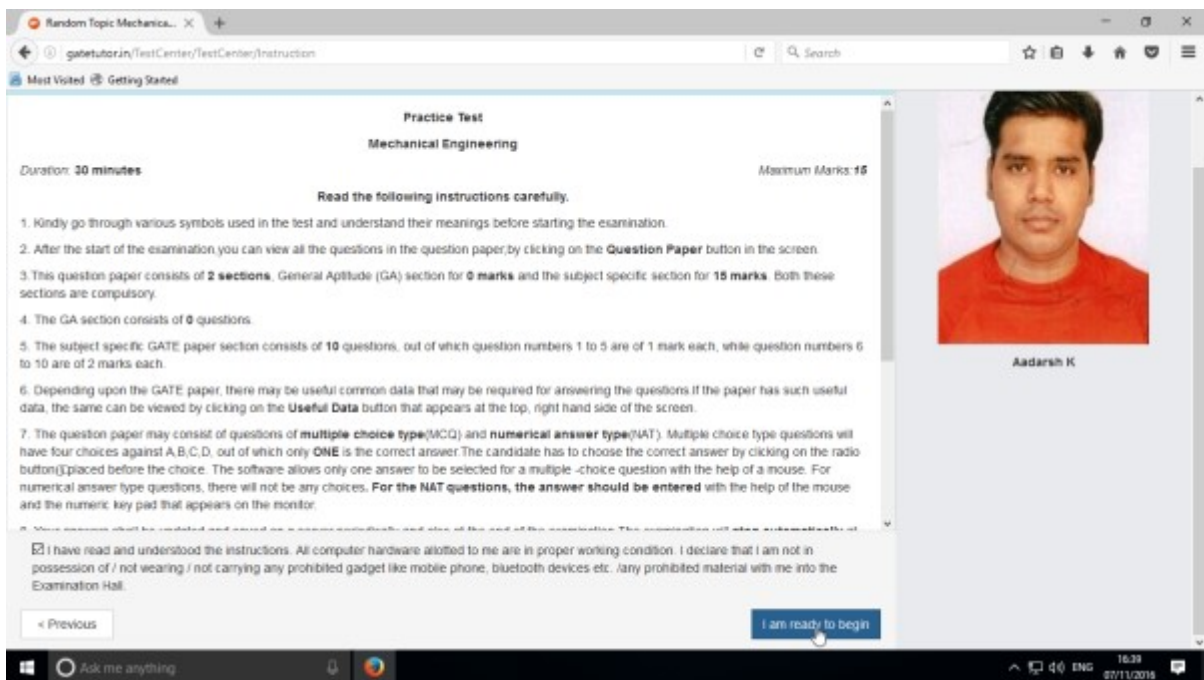 Random Topic Mechanica...
gatetutor.in/TestCenter/TestCenter/Instruction
Search
Most Visited Getting Started
Practice Test
Mechanical Engineering
Duration: 30 minutes Maximum Marks:15
Read the following instructions carefully.
1. Kindly go through various symbols used in the test and understand their meanings before starting the examination.
2. After the start of the examination,you can view all the questions in the question paper,by clicking on the Question Paper button in the screen.
3.This question paper consists of 2 sections, General Aptitude (GA) section for 0 marks and the subject specific section for 15 marks. Both these
sections are compulsory.
4. The GA section consists of 0 questions.
5. The subject specific GATE paper section consists of 10 questions, out of which question numbers 1 to 5 are of 1 mark each, while question numbers 6
to 10 are of 2 marks each.
6. Depending upon the GATE paper, there may be useful common data that may be required for answering the questions.If the paper has such useful
data, the same can be viewed by clicking on the Useful Data button that appears at the top, right hand side of the screen.
7. The question paper may consist of questions of multiple choice type(MCQ) and numerical answer type(NAT). Multiple choice type questions will
have four choices against A,B,C,D, out of which only ONE is the correct answer.The candidate has to choose the correct answer by clicking on the radio
button()placed before the choice. The software allows only one answer to be selected for a multiple -choice question with the help of a mouse. For
numerical answer type questions, there will not be any choices. For the NAT questions, the answer should be entered with the help of the mouse
and the numeric key pad that appears on the monitor.
I have read and understood the instructions. All computer hardware allotted to me are in proper working condition. I declare that I am not in
possession of / not wearing / not carrying any prohibited gadget like mobile phone, bluetooth devices etc. /any prohibited material with me into the
Examination Hall.
< Previous
I am ready to begin
Aadarsh K
Ask me anything
ENG
16:39
07/11/2016